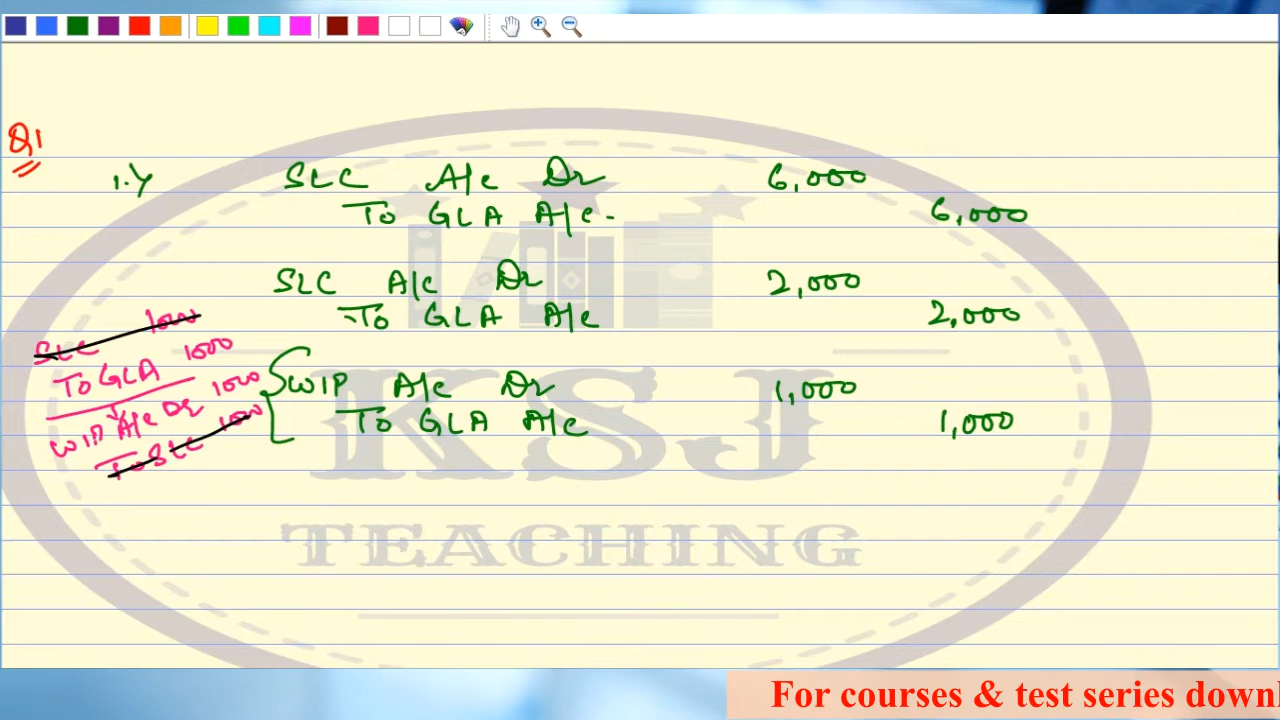 Q1
1.Y SLC A/c Dr 6,000
To GLA A/c- 6,000
SLC A/c Dr 2,000
To GLA A/c 2,000
WIP A/c Dr 1,000
To GLA A/c 1,000
SLC 1000
To GLA 1000
WIP A/c Dr 1000
To SLC 1000
KSJ
TEACHING
For courses & test series downl